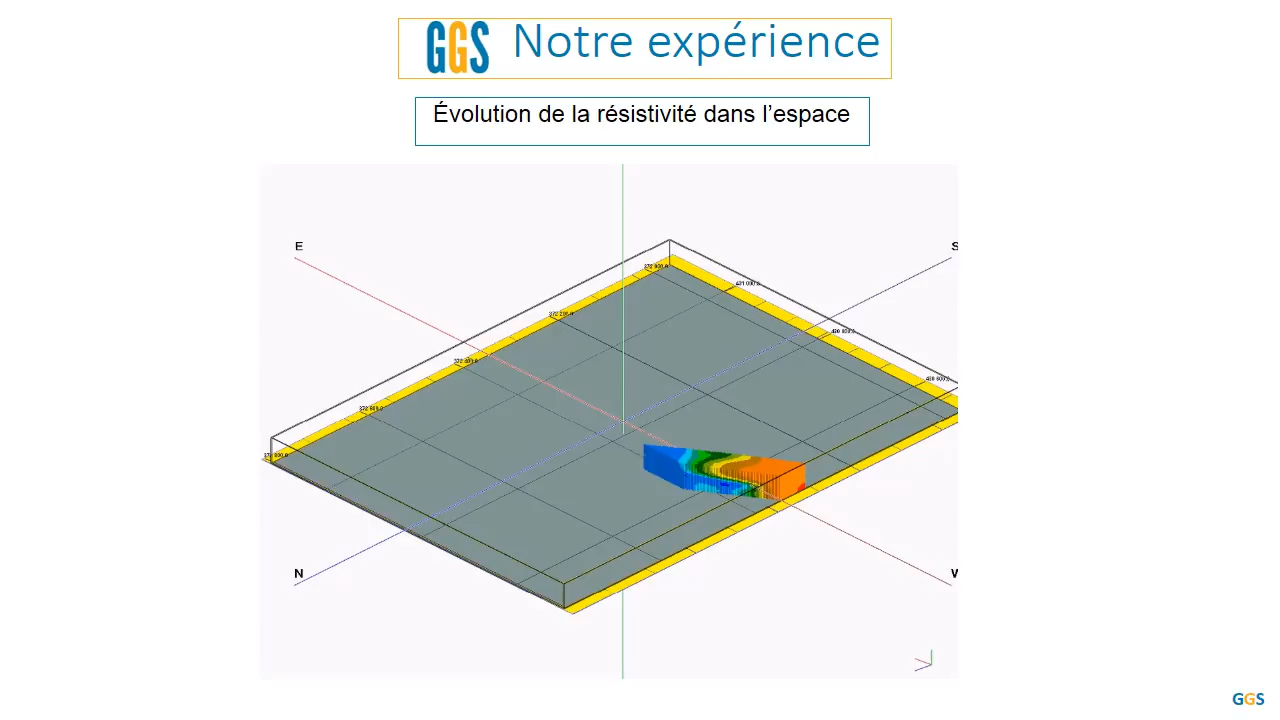 GGS Notre expérience
Évolution de la résistivité dans l'espace
E
S
N
W
GGS